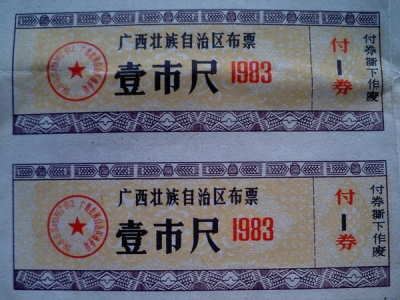 广西壮族自治区布票
壹市尺 1983
付1券
付券撕下作废
广西壮族自治区布票
壹市尺 1983
付1券
付券撕下作废